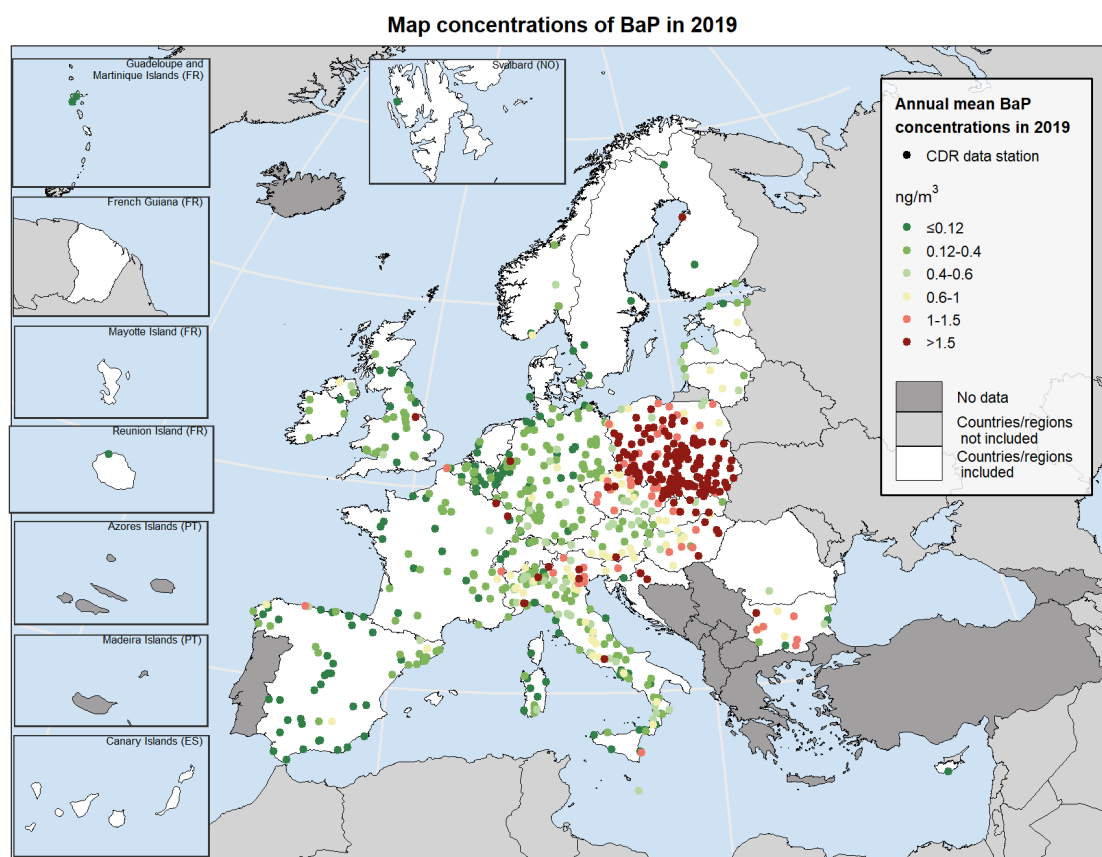 Map concentrations of BaP in 2019
Guadeloupe and
Martinique Islands (FR)
Svalbard (NO)
French Guiana (FR)
Mayotte Island (FR)
Reunion Island (FR)
Azores Islands (PT)
Madeira Islands (PT)
Canary Islands (ES)
Annual mean BaP
concentrations in 2019
CDR data station
ng/m³
≤0.12
0.12-0.4
0.4-0.6
0.6-1
1-1.5
>1.5
No data
Countries/regions
not included
Countries/regions
included